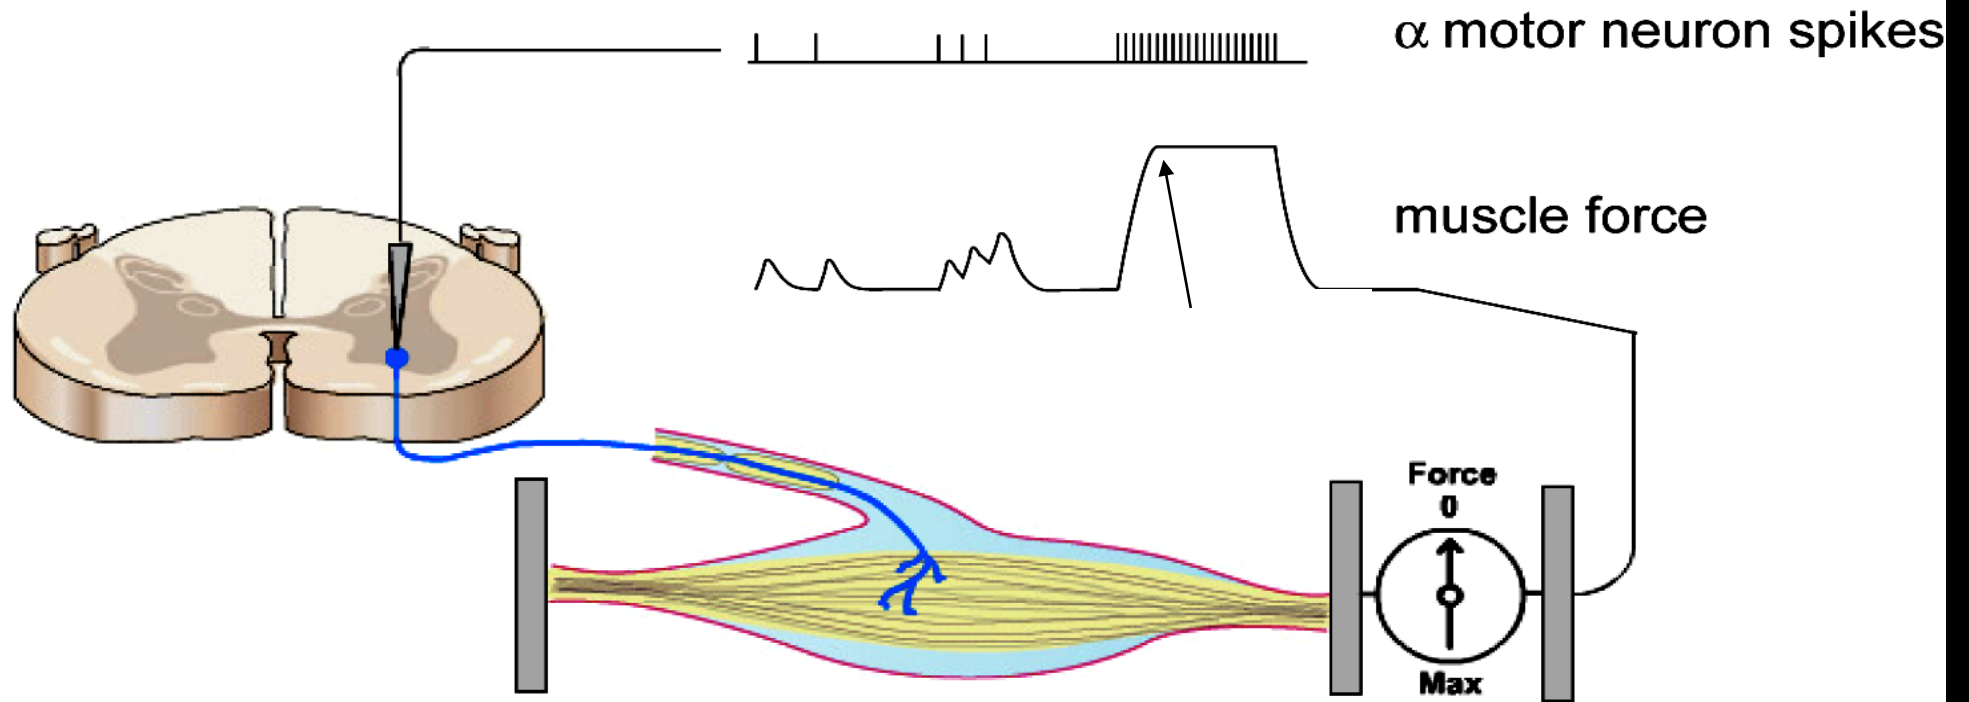 α motor neuron spikes
muscle force
Force
0
Max